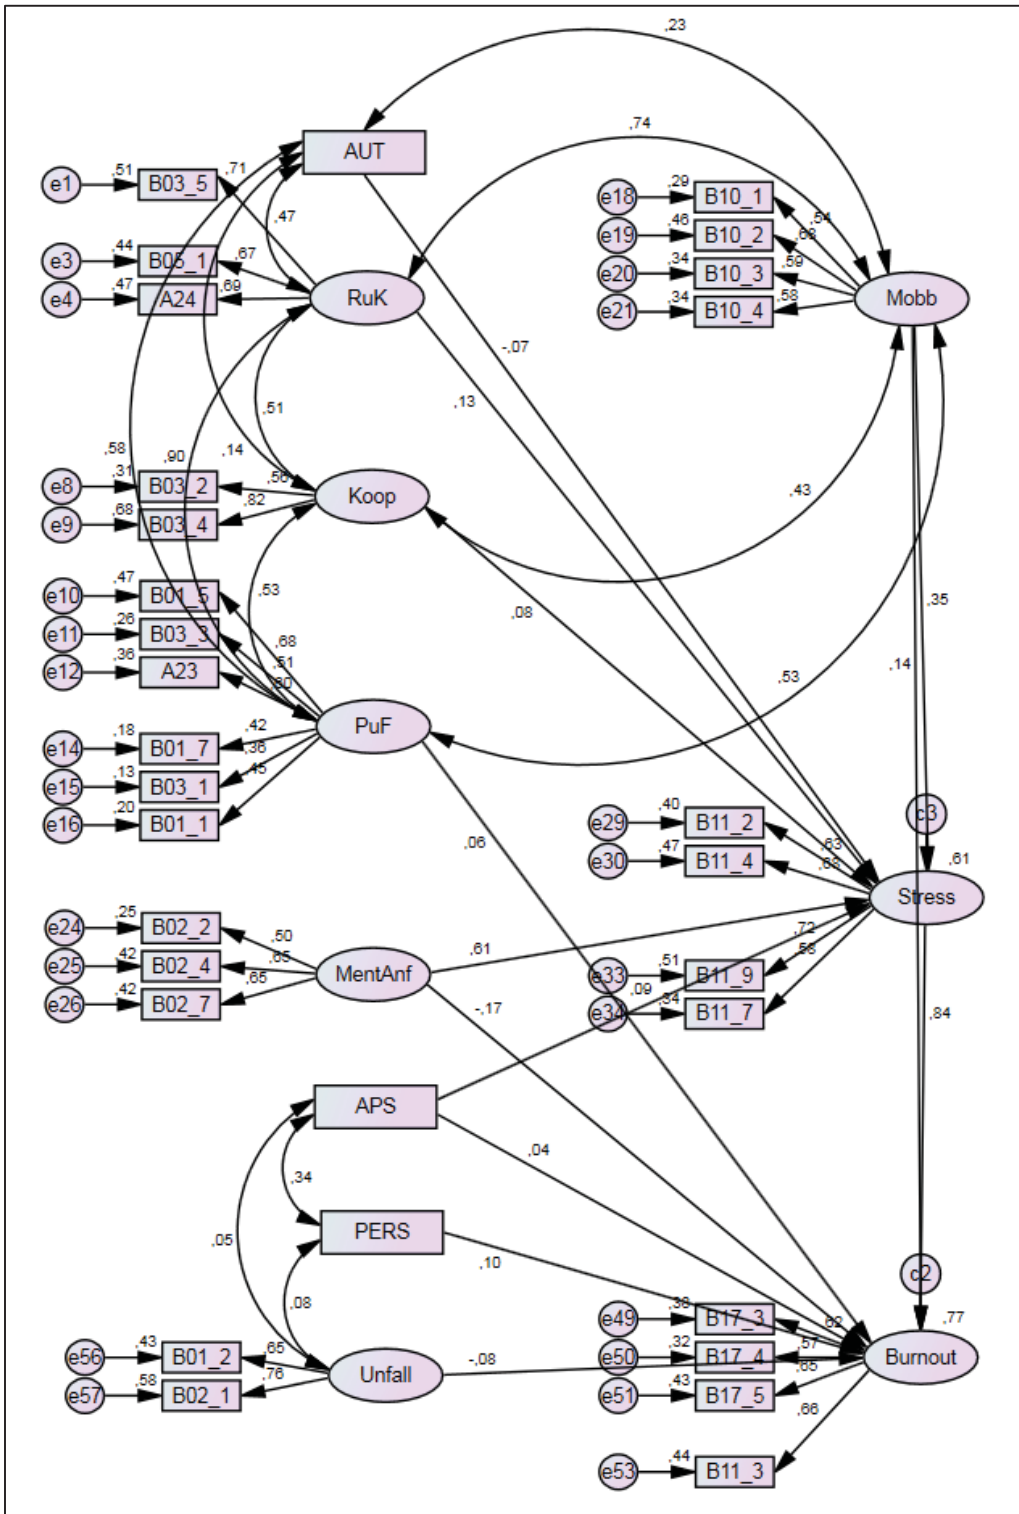 ,23
,74
AUT
e1 ,51 B03_5 ,71
,47
e3 ,44 B05_1 ,67
e4 ,47 A24 ,69
RuK
e18 ,29 B10_1 ,54
e19 ,46 B10_2 ,68
e20 ,34 B10_3 ,59
e21 ,34 B10_4 ,58
Mobb
-,07
,13
,51
,58 ,90 ,14
e8 ,31 B03_2 ,56
e9 ,68 B03_4 ,82
Koop
,43
e10 ,47 B01_5 ,68
e11 ,26 B03_3 ,51
e12 ,36 A23 ,60
,53
,08
,35
,14
,53
PuF
e14 ,18 B01_7 ,42
e15 ,13 B03_1 ,36
e16 ,20 B01_1 ,45
,06
e29 ,40 B11_2 ,63
e30 ,47 B11_4 ,68
c3
,61
Stress
e24 ,25 B02_2 ,50
e25 ,42 B02_4 ,65
e26 ,42 B02_7 ,65
MentAnf
,61
-,17
,72
,58
e33 ,51 B11_9
,09
e34 ,34 B11_7
,84
APS
,04
,34
PERS
,05
,10
,08
c2
,77
e49 B17_3 ,62
e50 ,32 B17_4 ,57
e51 ,43 B17_5 ,65
Burnout
e56 ,43 B01_2 ,65
e57 ,58 B02_1 ,76
Unfall
-,08
,66
e53 ,44 B11_3